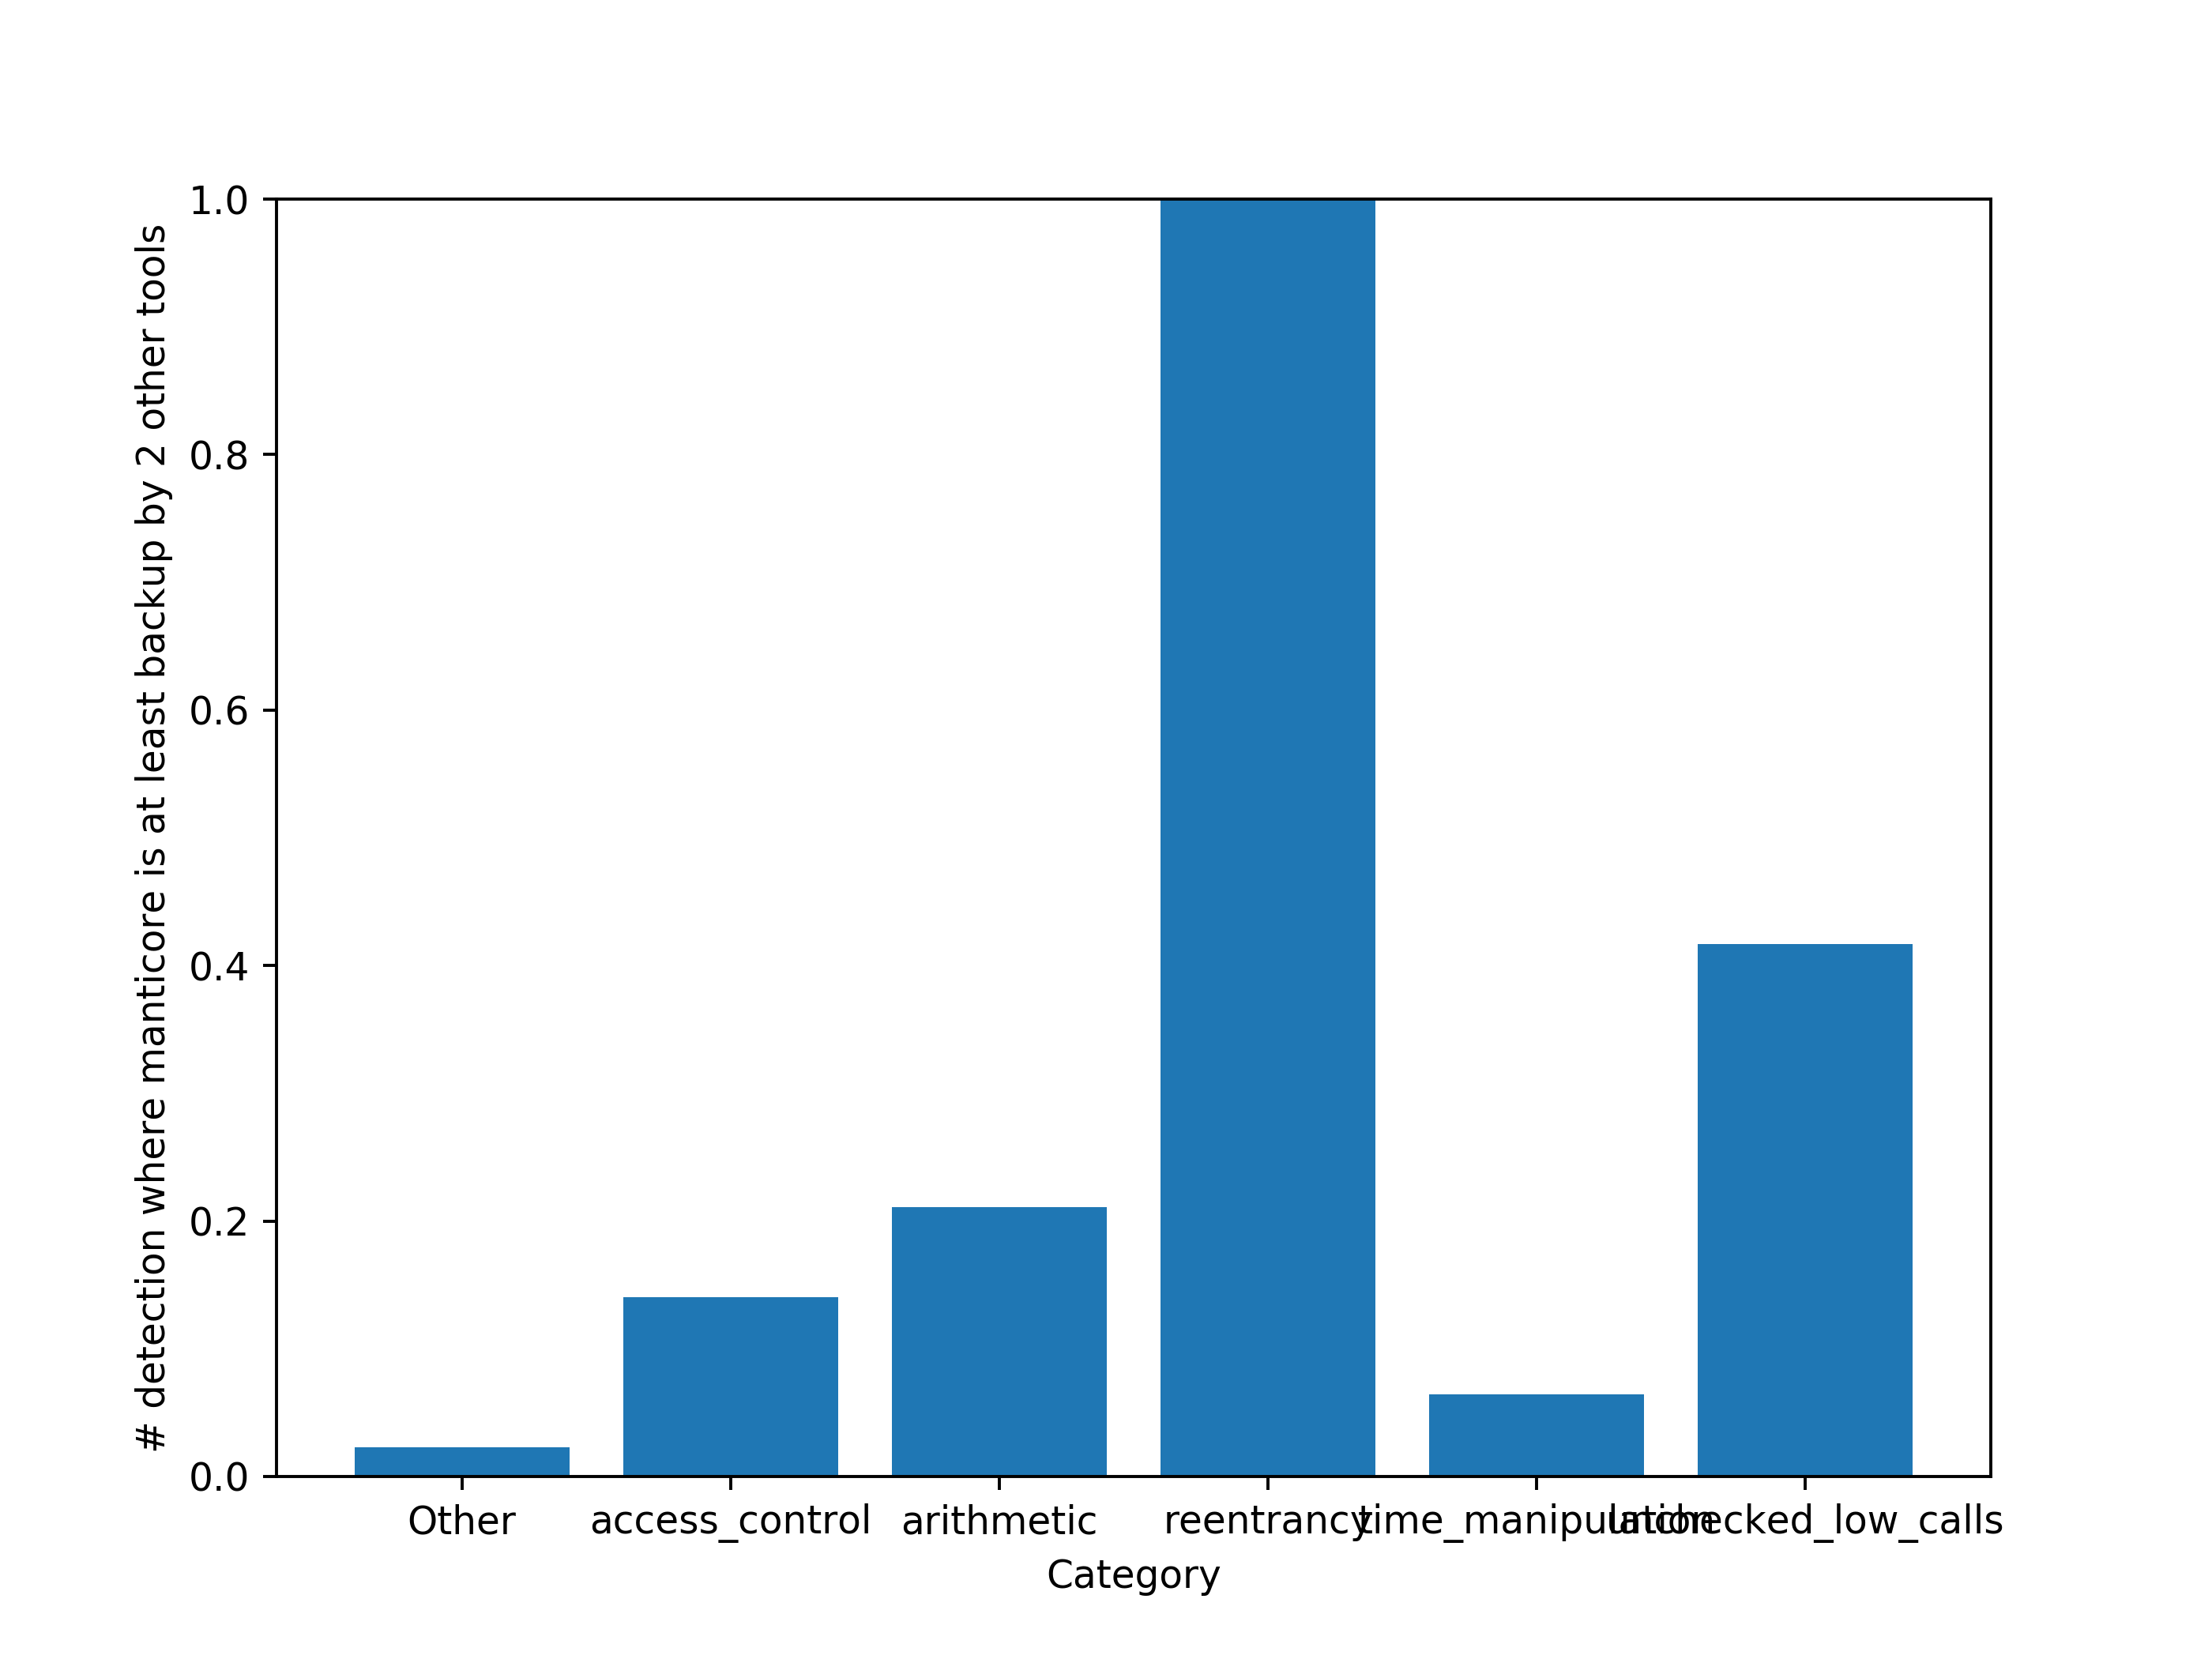 # detection where manticore is at least backup by 2 other tools
1.0
0.8
0.6
0.4
0.2
0.0
Other access_control arithmetic reentrancy time_manipulation unchecked_low_calls
Category